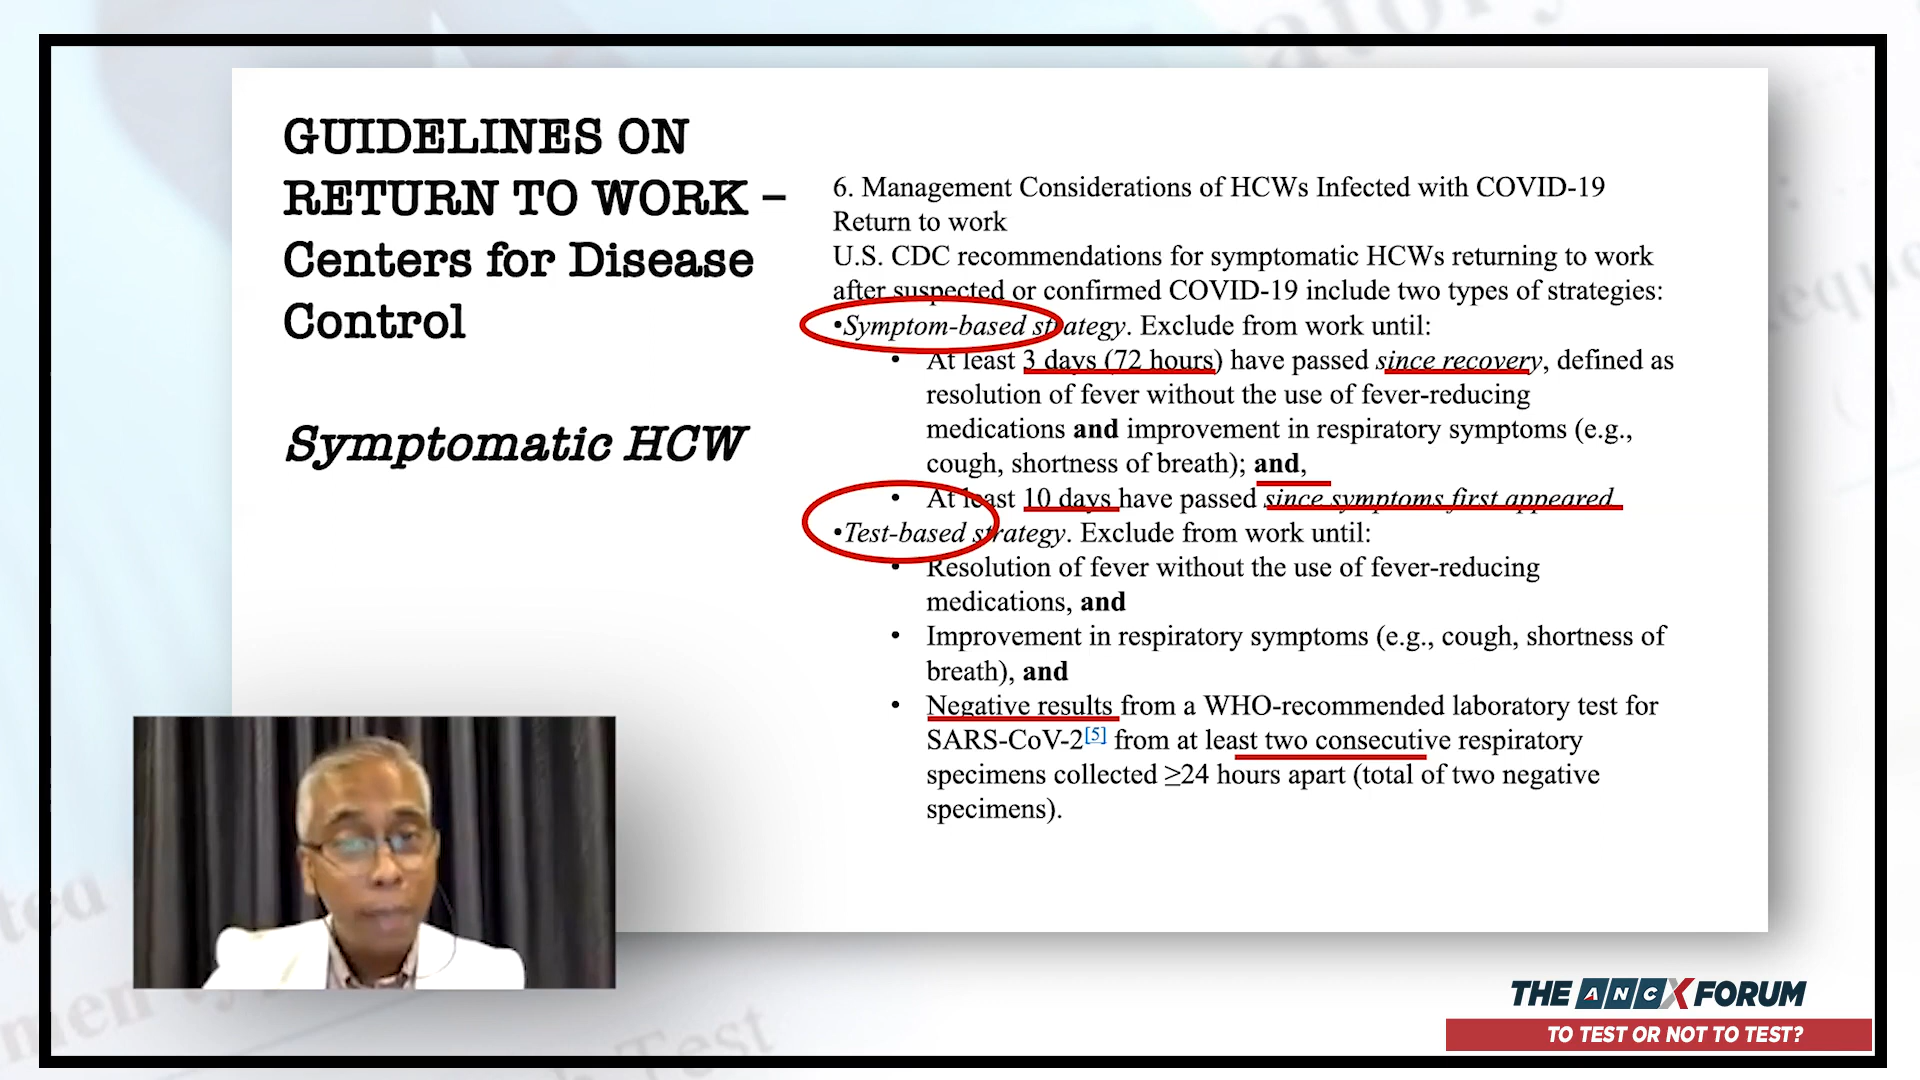 GUIDELINES ON
RETURN TO WORK –
Centers for Disease
Control
Symptomatic HCW
6. Management Considerations of HCWs Infected with COVID-19
Return to work
U.S. CDC recommendations for symptomatic HCWs returning to work
after suspected or confirmed COVID-19 include two types of strategies:
•Symptom-based strategy. Exclude from work until:
• At least 3 days (72 hours) have passed since recovery, defined as
resolution of fever without the use of fever-reducing
medications and improvement in respiratory symptoms (e.g.,
cough, shortness of breath); and,
• At least 10 days have passed since symptoms first appeared
•Test-based strategy. Exclude from work until:
• Resolution of fever without the use of fever-reducing
medications, and
• Improvement in respiratory symptoms (e.g., cough, shortness of
breath), and
• Negative results from a WHO-recommended laboratory test for
SARS-CoV-2[5] from at least two consecutive respiratory
specimens collected ≥24 hours apart (total of two negative
specimens).
THE ANCX FORUM
TO TEST OR NOT TO TEST?
Test